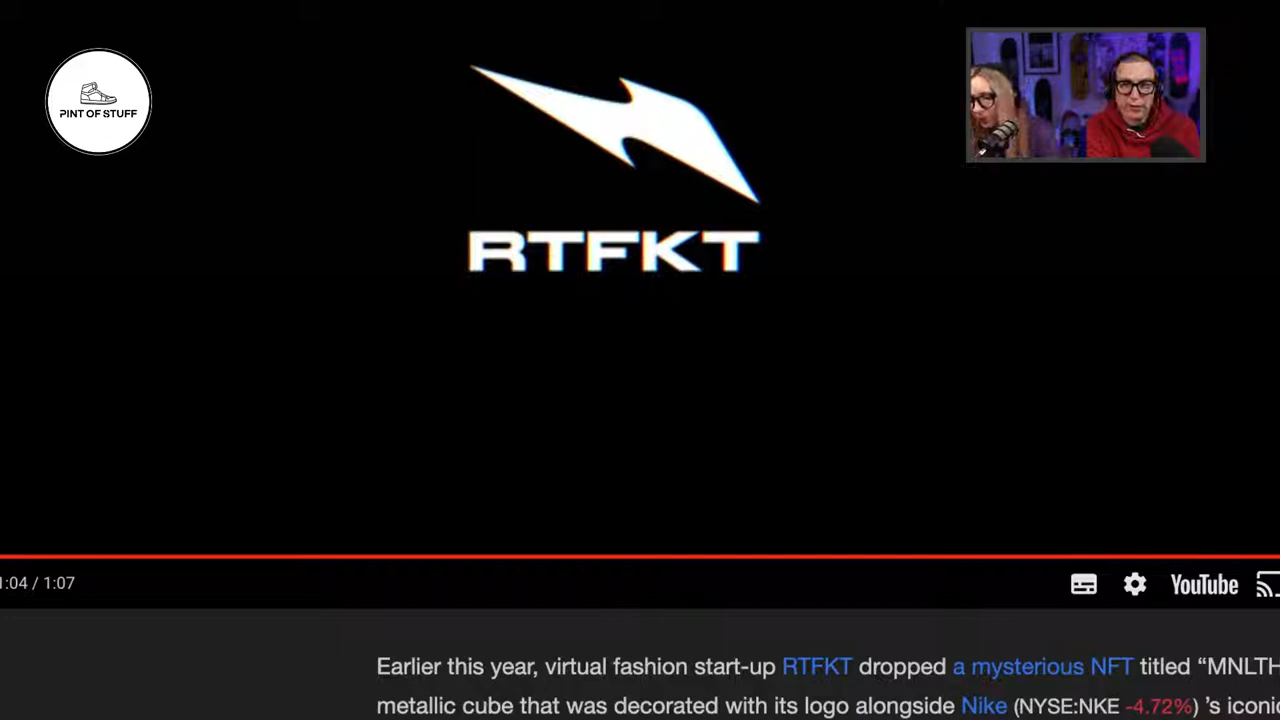 PINT OF STUFF
RTFKT
1:04 / 1:07
YouTube
Earlier this year, virtual fashion start-up RTFKT dropped a mysterious NFT titled “MNLTH
metallic cube that was decorated with its logo alongside Nike (NYSE:NKE -4.72%) ’s iconic